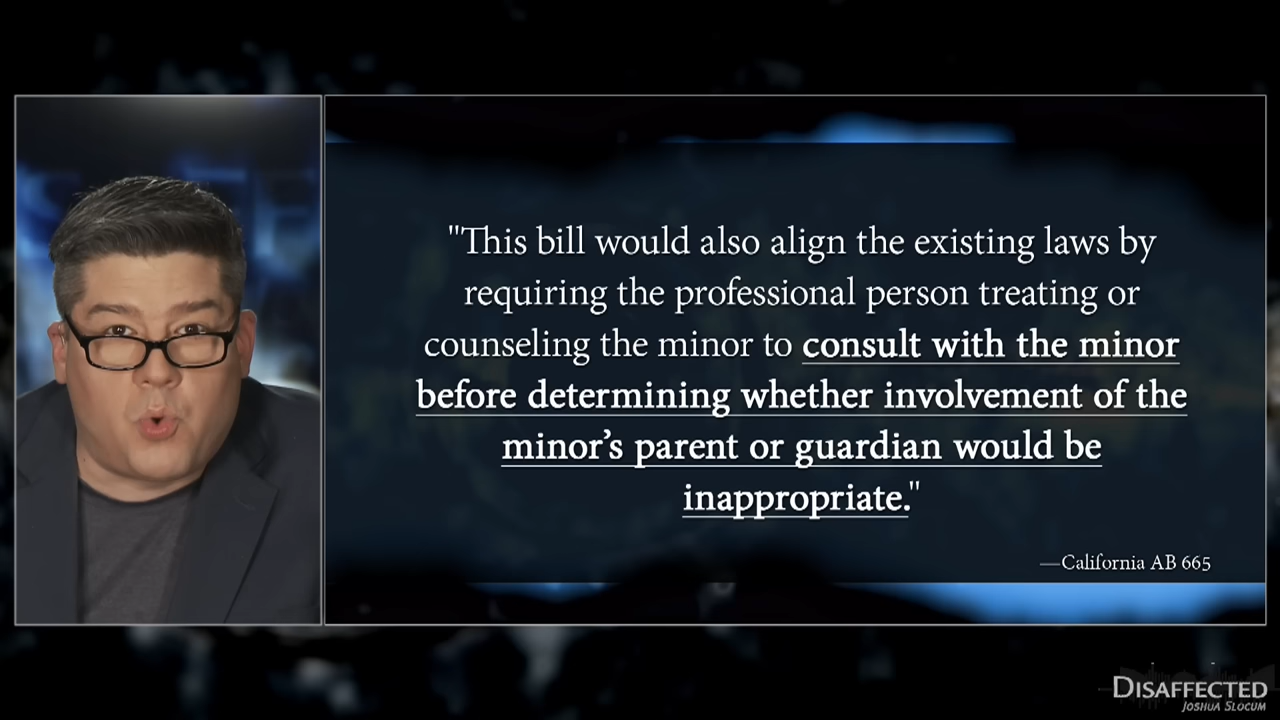 "This bill would also align the existing laws by
requiring the professional person treating or
counseling the minor to consult with the minor
before determining whether involvement of the
minor’s parent or guardian would be
inappropriate."
—California AB 665
DISAFFECTED
JOSHUA SLOCUM